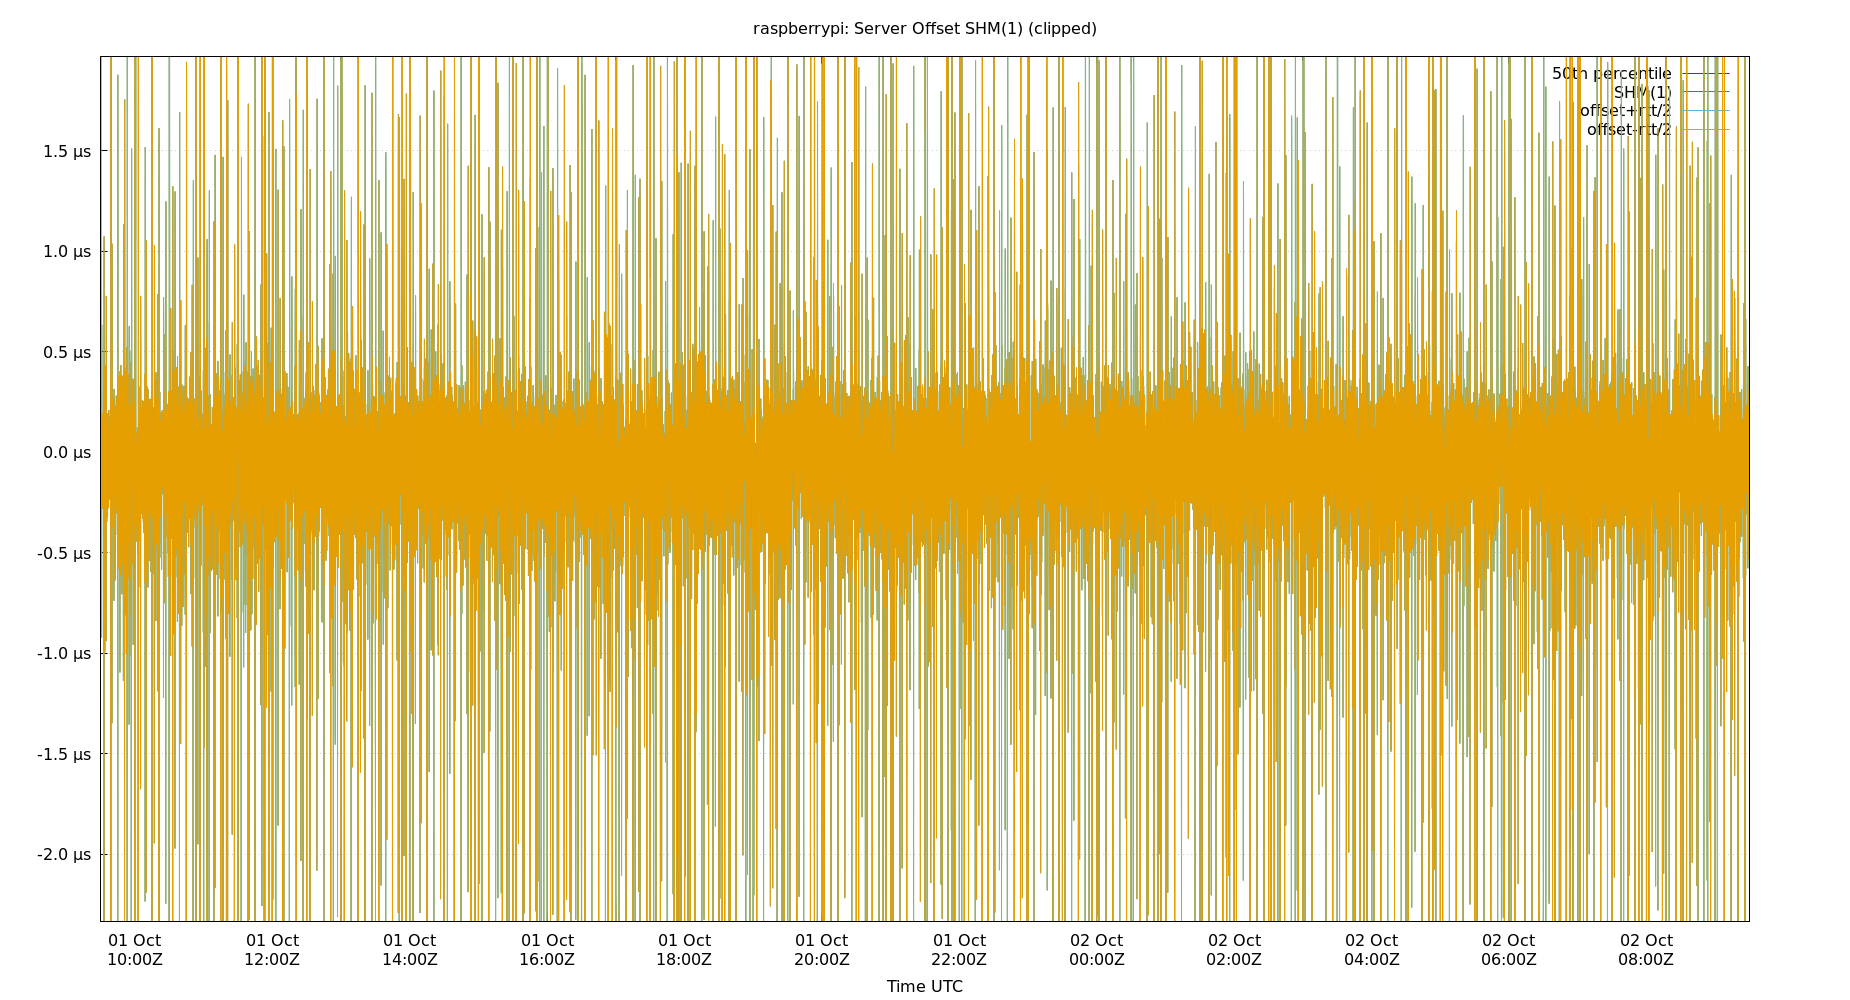 raspberrypi: Server Offset SHM(1) (clipped)
50th percentile
SHM(1)
offset+rtt/2
offset-rtt/2
1.5 µs
1.0 µs
0.5 µs
0.0 µs
-0.5 µs
-1.0 µs
-1.5 µs
-2.0 µs
01 Oct 01 Oct 01 Oct 01 Oct 01 Oct 01 Oct 01 Oct 02 Oct 02 Oct 02 Oct 02 Oct 02 Oct
10:00Z 12:00Z 14:00Z 16:00Z 18:00Z 20:00Z 22:00Z 00:00Z 02:00Z 04:00Z 06:00Z 08:00Z
Time UTC